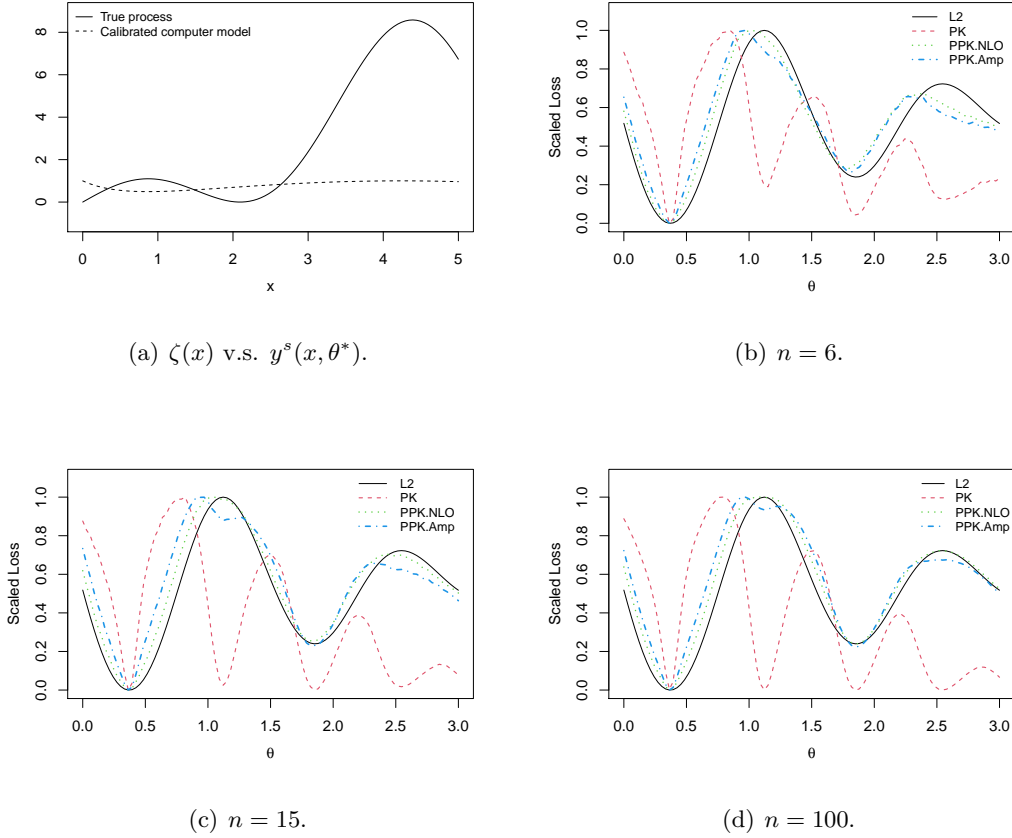 True process
Calibrated computer model
0 2 4 6 8
0 1 2 3 4 5
x
(a) ζ(x) v.s. y^s(x, θ*).
L2
PK
PPK.NLO
PPK.Amp
Scaled Loss
0.0 0.2 0.4 0.6 0.8 1.0
0.0 0.5 1.0 1.5 2.0 2.5 3.0
θ
(b) n = 6.
L2
PK
PPK.NLO
PPK.Amp
Scaled Loss
0.0 0.2 0.4 0.6 0.8 1.0
0.0 0.5 1.0 1.5 2.0 2.5 3.0
θ
(c) n = 15.
L2
PK
PPK.NLO
PPK.Amp
Scaled Loss
0.0 0.2 0.4 0.6 0.8 1.0
0.0 0.5 1.0 1.5 2.0 2.5 3.0
θ
(d) n = 100.